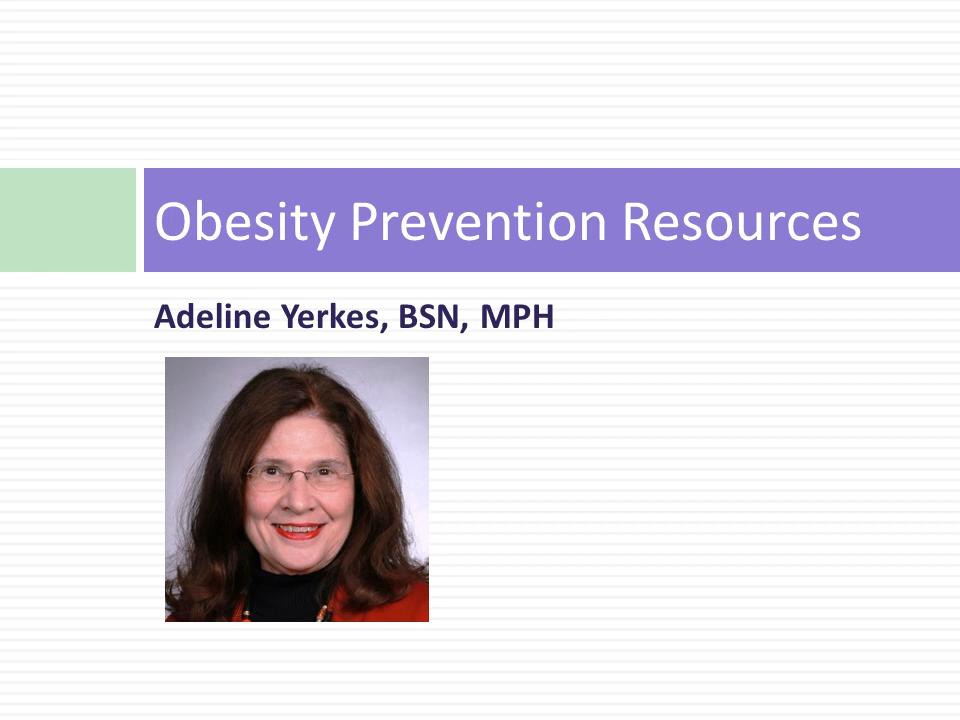 Obesity Prevention Resources
Adeline Yerkes, BSN, MPH